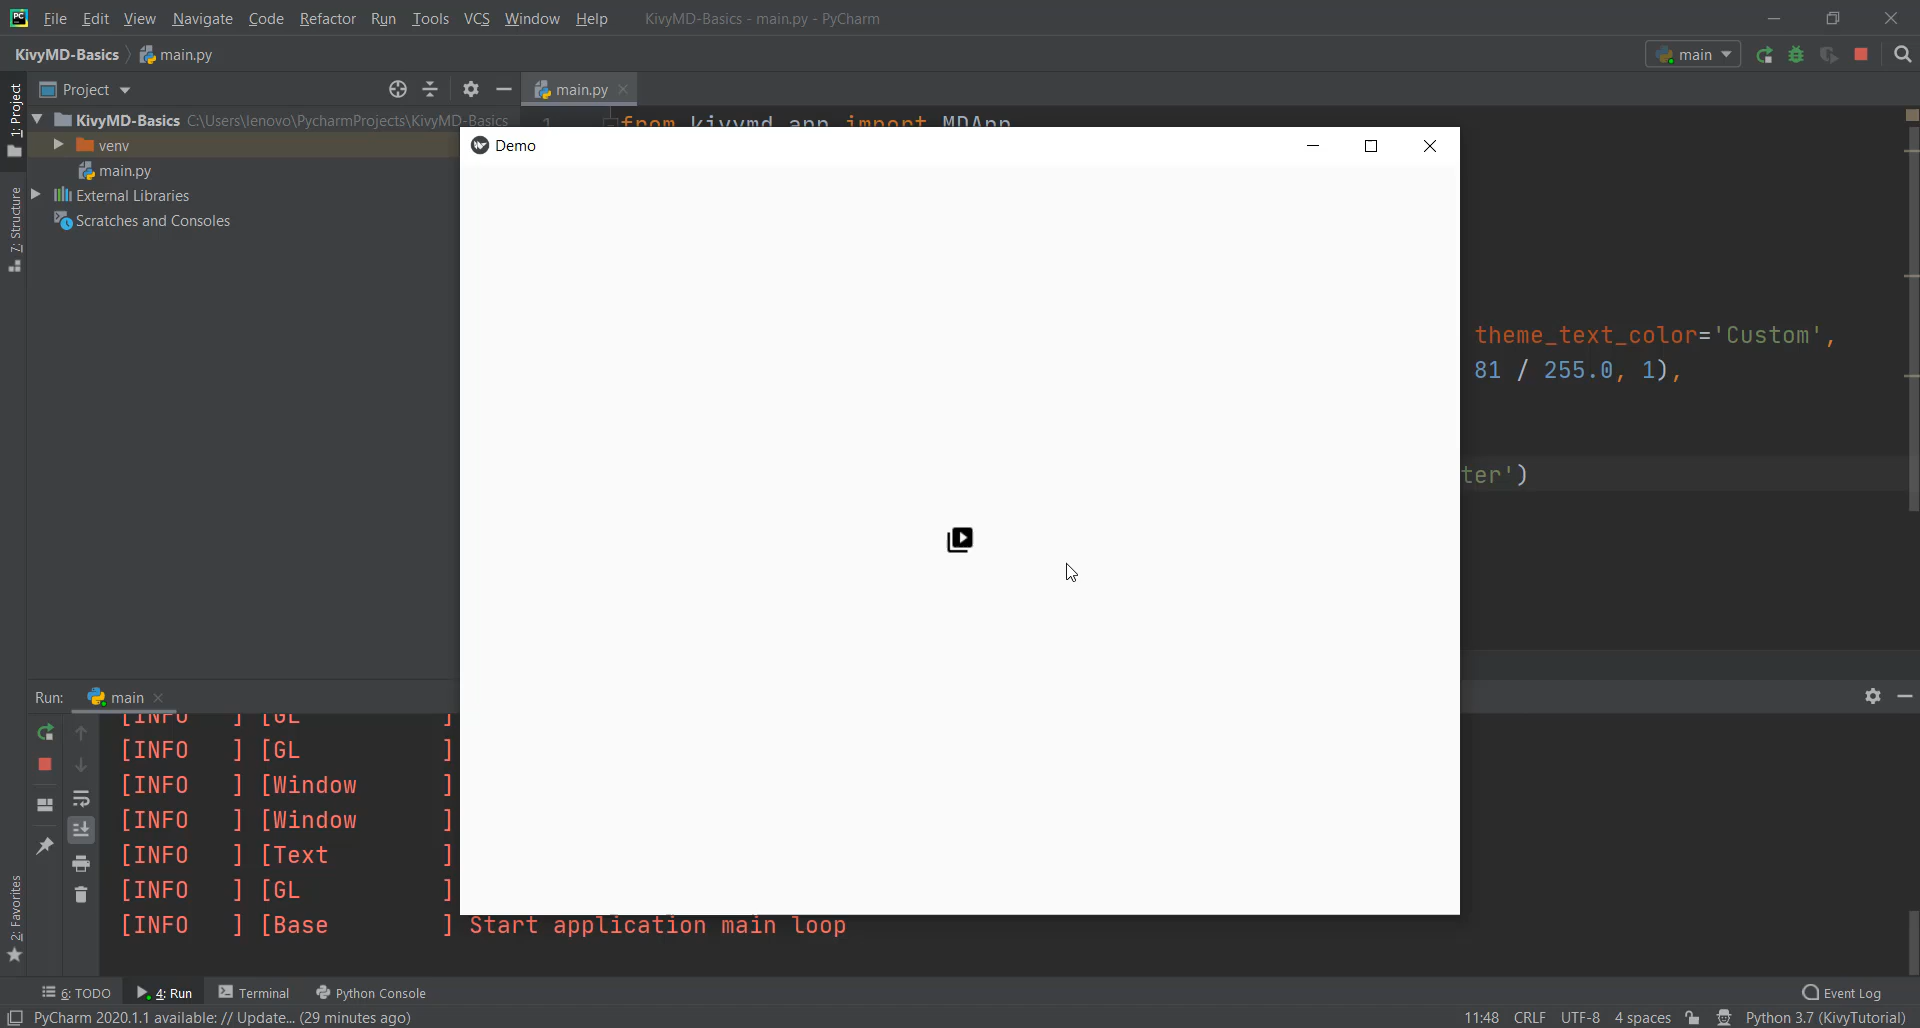 File Edit View Navigate Code Refactor Run Tools VCS Window Help KivyMD-Basics - main.py - PyCharm
KivyMD-Basics main.py main
1: Project
Project main.py
KivyMD-Basics C:\Users\lenovo\PycharmProjects\KivyMD-Basics 1 from kivymd.app import MDApp
Demo
venv
main.py
External Libraries
Scratches and Consoles
7: Structure
theme_text_color='Custom',
81 / 255.0, 1),
ter')
Run: main
[INFO ] [GL ]
[INFO ] [GL ]
[INFO ] [Window ]
[INFO ] [Window ]
[INFO ] [Text ]
[INFO ] [GL ]
[INFO ] [Base ] Start application main loop
2: Favorites
6: TODO 4: Run Terminal Python Console Event Log
PyCharm 2020.1.1 available: // Update... (29 minutes ago) 11:48 CRLF UTF-8 4 spaces Python 3.7 (KivyTutorial)